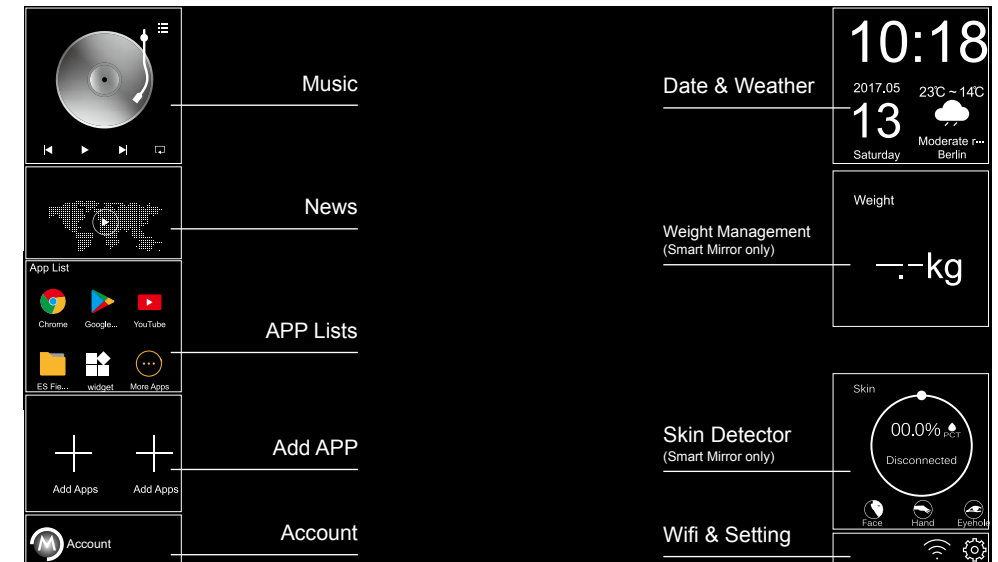 Music
News
App List
Chrome
Google...
YouTube
ES Fie...
widget
More Apps
APP Lists
Add Apps
Add Apps
Add APP
M
Account
Account
Date & Weather
10:18
2017.05
13
Saturday
23℃ ~ 14℃
Moderate r...
Berlin
Weight Management
(Smart Mirror only)
Weight
--.--kg
Skin Detector
(Smart Mirror only)
Skin
00.0% PCT
Disconnected
Face
Hand
Eyehole
Wifi & Setting